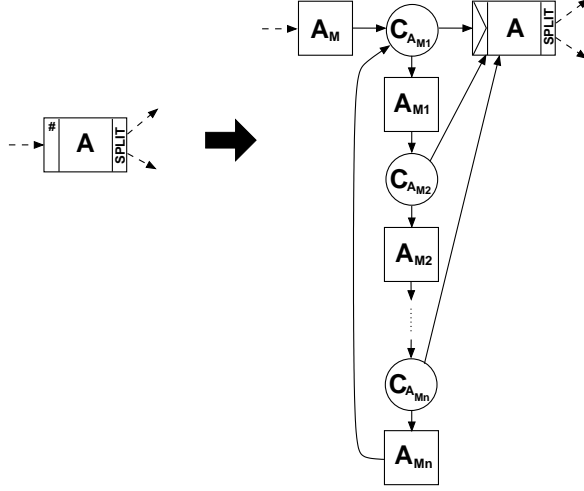 A_M
C_A_M1
A
SPLIT
A_M1
#
A
SPLIT
C_A_M2
A_M2
C_A_Mn
A_Mn